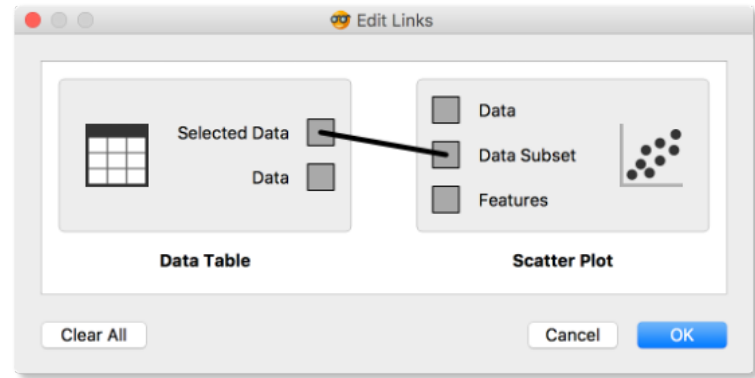 Edit Links
Selected Data
Data
Data
Data Subset
Features
Data Table
Scatter Plot
Clear All
Cancel
OK